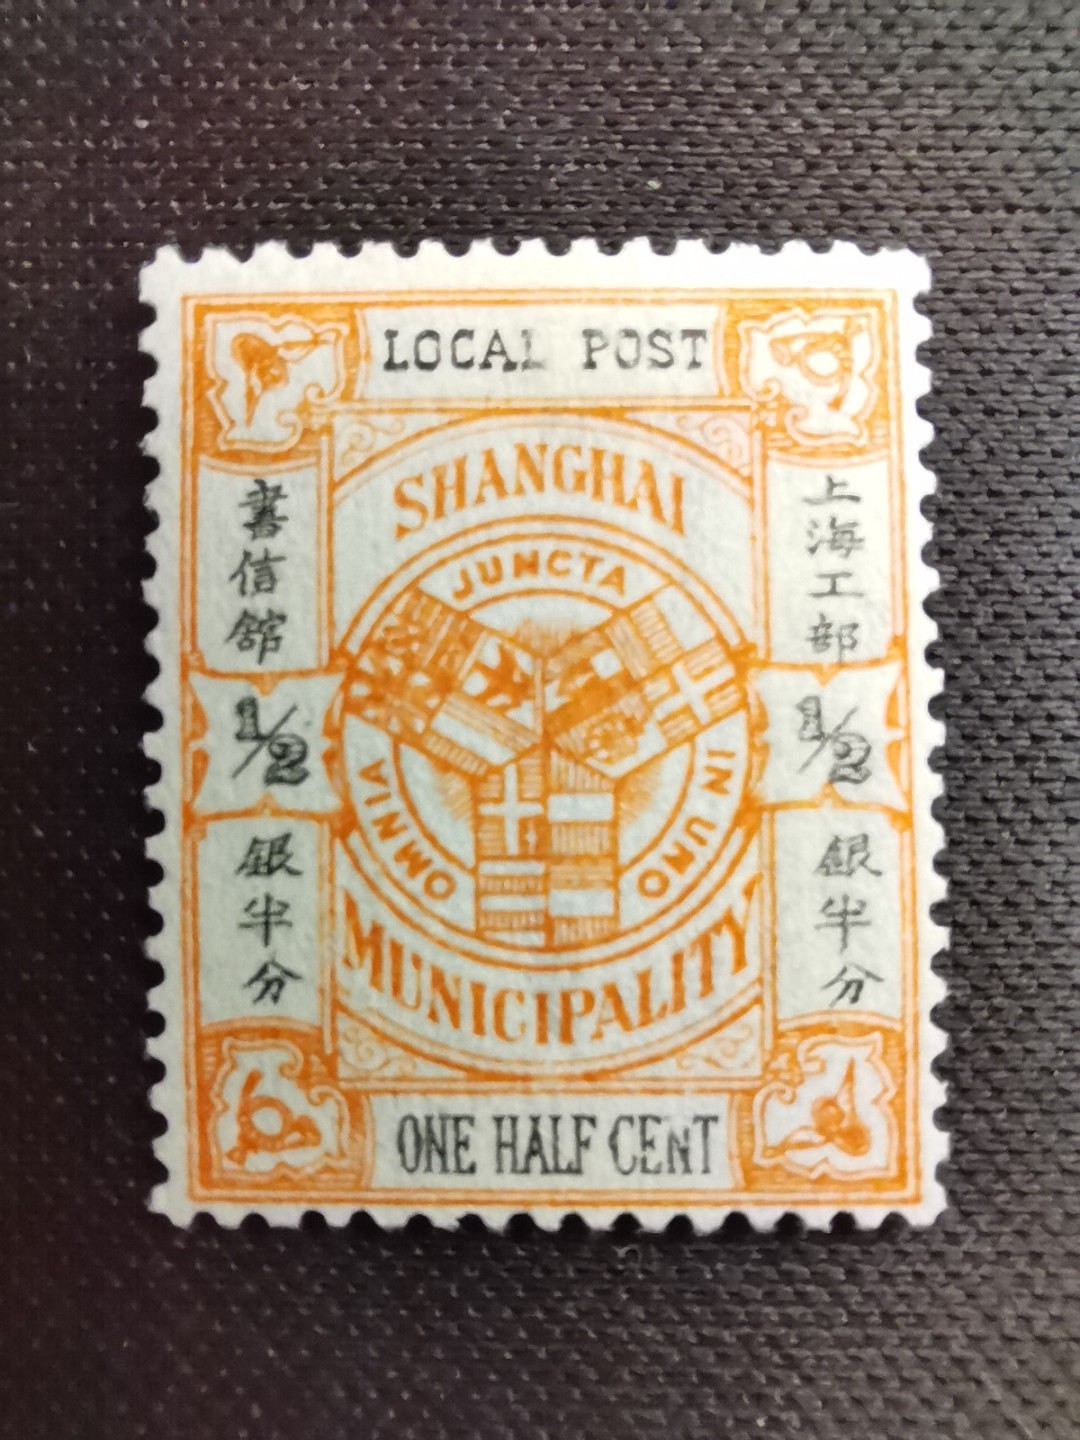 LOCAL POST
SHANGHAI
JUNCTA IN UNO OMNIA
上海工部
書信館
1/2
1/2
銀半分
銀半分
MUNICIPALITY
ONE HALF CENT